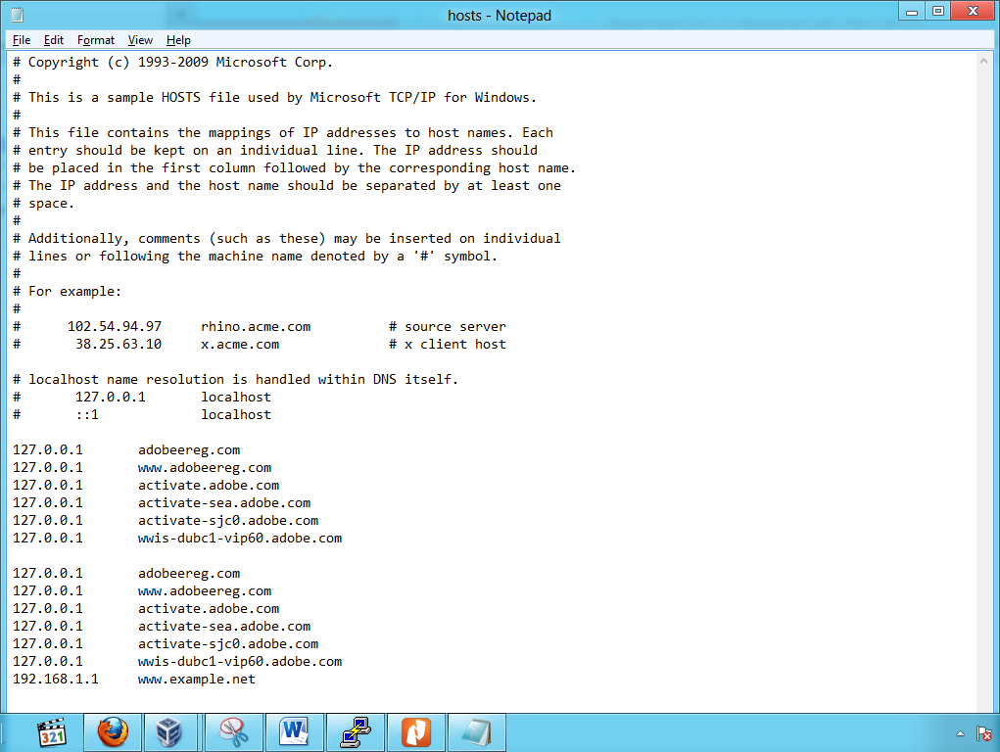 hosts - Notepad
File Edit Format View Help
# Copyright (c) 1993-2009 Microsoft Corp.
#
# This is a sample HOSTS file used by Microsoft TCP/IP for Windows.
#
# This file contains the mappings of IP addresses to host names. Each
# entry should be kept on an individual line. The IP address should
# be placed in the first column followed by the corresponding host name.
# The IP address and the host name should be separated by at least one
# space.
#
# Additionally, comments (such as these) may be inserted on individual
# lines or following the machine name denoted by a '#' symbol.
#
# For example:
#
#      102.54.94.97     rhino.acme.com          # source server
#       38.25.63.10     x.acme.com              # x client host
# localhost name resolution is handled within DNS itself.
#       127.0.0.1       localhost
#       ::1             localhost
127.0.0.1       adobeereg.com
127.0.0.1       www.adobeereg.com
127.0.0.1       activate.adobe.com
127.0.0.1       activate-sea.adobe.com
127.0.0.1       activate-sjc0.adobe.com
127.0.0.1       wwis-dubc1-vip60.adobe.com
127.0.0.1       adobeereg.com
127.0.0.1       www.adobeereg.com
127.0.0.1       activate.adobe.com
127.0.0.1       activate-sea.adobe.com
127.0.0.1       activate-sjc0.adobe.com
127.0.0.1       wwis-dubc1-vip60.adobe.com
192.168.1.1     www.example.net
321
W